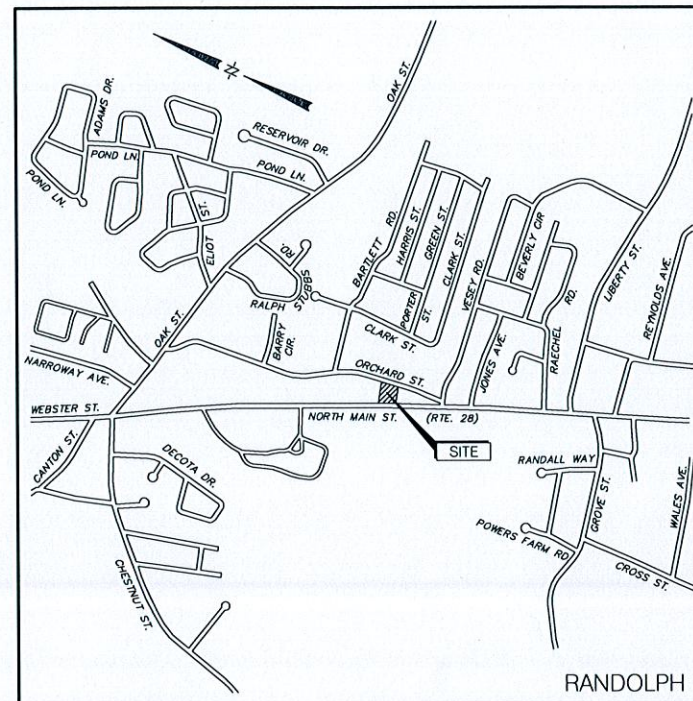 OAK ST.
ADAMS DR.
RESERVOIR DR.
POND LN.
POND LN.
POND LN.
ELIOT ST.
BARTLETT RD.
HARRIS ST.
GREEN ST.
CLARK ST.
VESEY RD.
BEVERLY CIR
LIBERTY ST.
REYNOLDS AVE.
STUBBS RD.
RALPH
PORTER ST.
RAECHEL RD.
OAK ST.
BARRY CIR.
CLARK ST.
JONES AVE.
NARROWAY AVE.
ORCHARD ST.
WEBSTER ST.
NORTH MAIN ST. (RTE. 28)
CANTON ST.
SITE
DECOTA DR.
RANDALL WAY
GROVE ST.
WALES AVE.
POWERS FARM RD
CROSS ST.
CHESTNUT ST.
RANDOLPH